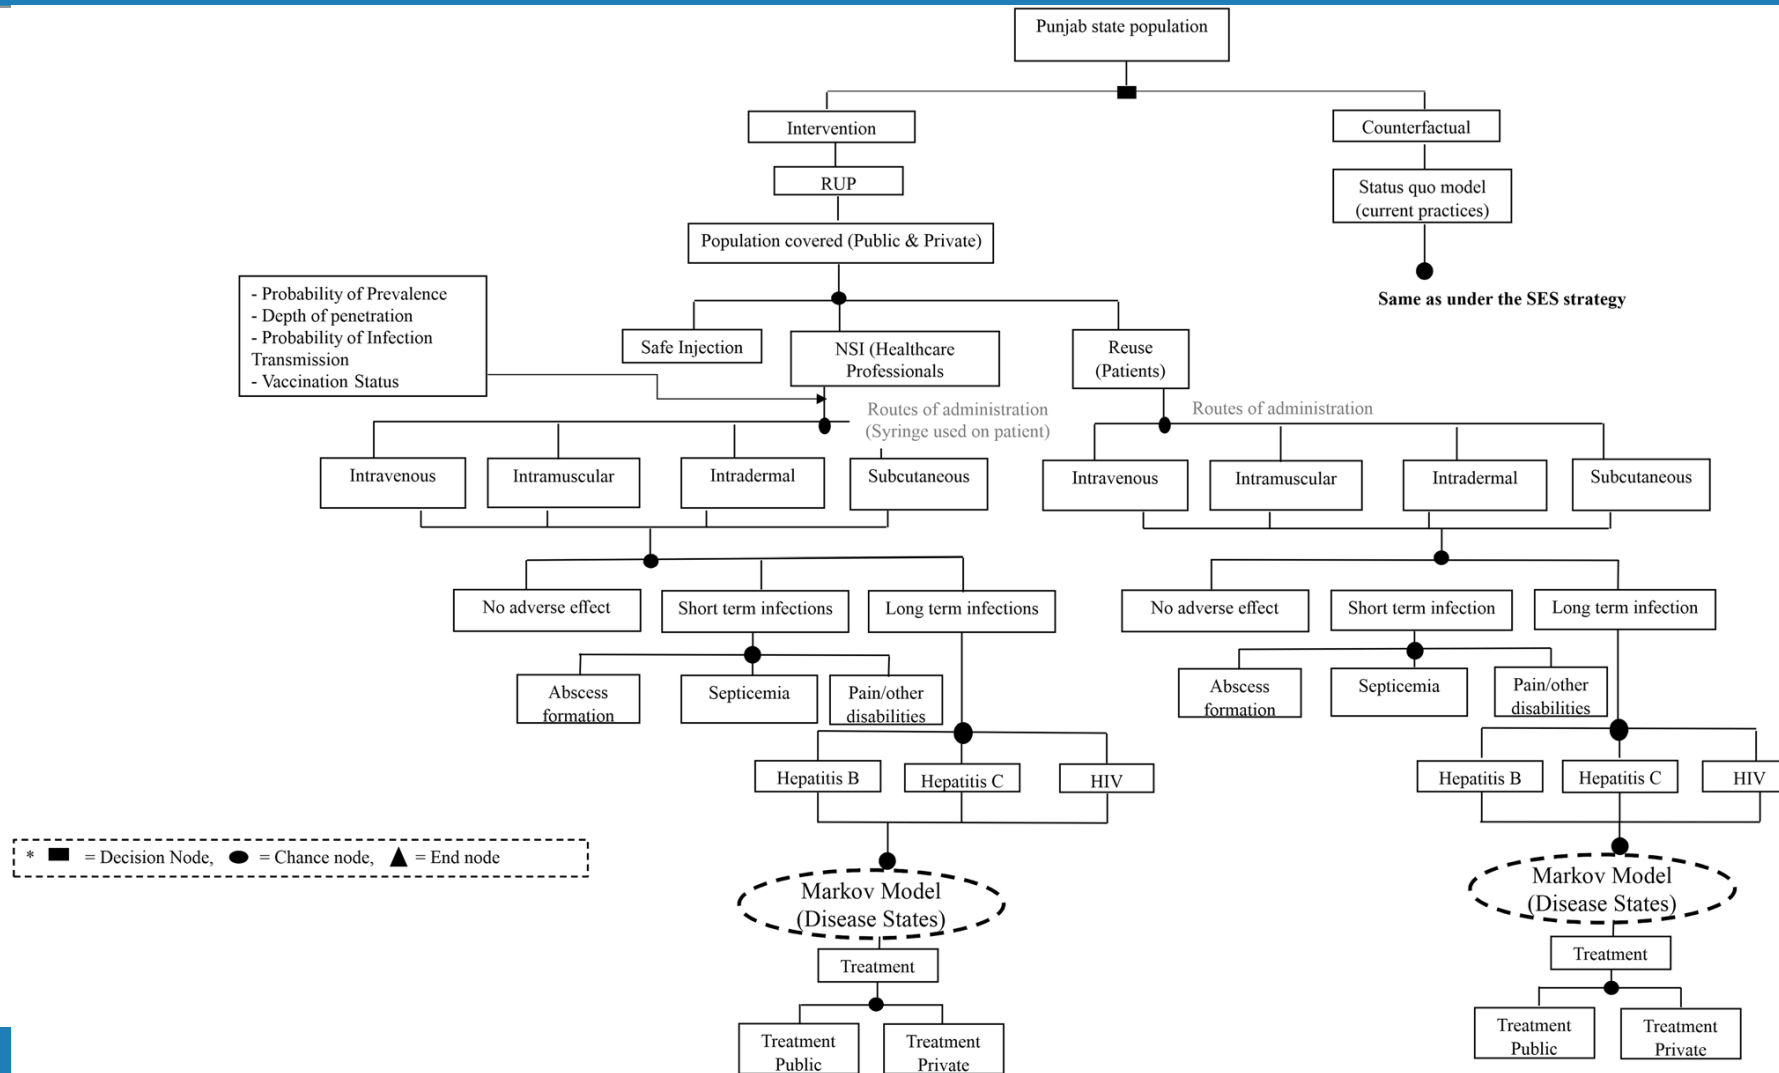 Punjab state population
Intervention
Counterfactual
RUP
Status quo model
(current practices)
Population covered (Public & Private)
Same as under the SES strategy
- Probability of Prevalence
- Depth of penetration
- Probability of Infection
Transmission
- Vaccination Status
Safe Injection
NSI (Healthcare
Professionals
Reuse
(Patients)
Routes of administration
(Syringe used on patient)
Routes of administration
Intravenous
Intramuscular
Intradermal
Subcutaneous
Intravenous
Intramuscular
Intradermal
Subcutaneous
No adverse effect
Short term infections
Long term infections
No adverse effect
Short term infection
Long term infection
Abscess
formation
Septicemia
Pain/other
disabilities
Abscess
formation
Septicemia
Pain/other
disabilities
Hepatitis B
Hepatitis C
HIV
Hepatitis B
Hepatitis C
HIV
* ■ = Decision Node, ● = Chance node, ▲ = End node
Markov Model
(Disease States)
Markov Model
(Disease States)
Treatment
Treatment
Treatment
Public
Treatment
Private
Treatment
Public
Treatment
Private